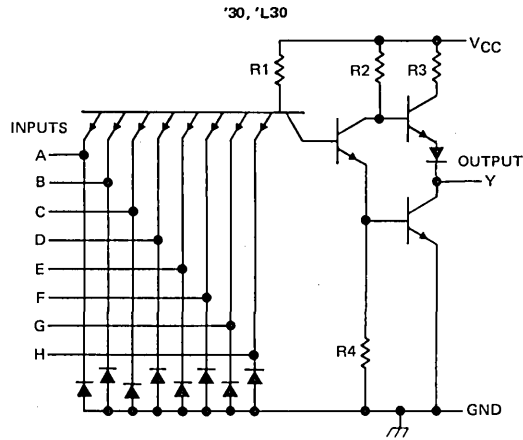 '30, 'L30
VCC
R1
R2
R3
INPUTS
A
OUTPUT
B
Y
C
D
E
F
G
H
R4
GND